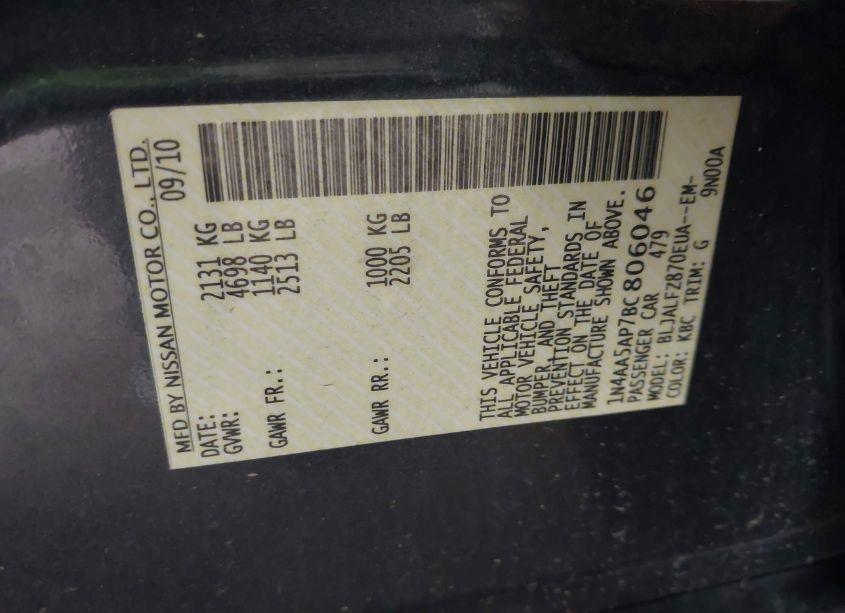 MFD BY NISSAN MOTOR CO., LTD.
DATE: 09/10
GVWR: 2131 KG
4698 LB
GAWR FR.: 1140 KG
2513 LB
GAWR RR.: 1000 KG
2205 LB
THIS VEHICLE CONFORMS TO
ALL APPLICABLE FEDERAL
MOTOR VEHICLE SAFETY,
BUMPER, AND THEFT
PREVENTION STANDARDS IN
EFFECT ON THE DATE OF
MANUFACTURE SHOWN ABOVE.
1N4AA5AP7BC806046
PASSENGER CAR 479
MODEL: BLJALFZ870EUA--EM-
COLOR: KBC TRIM: G 9N00A